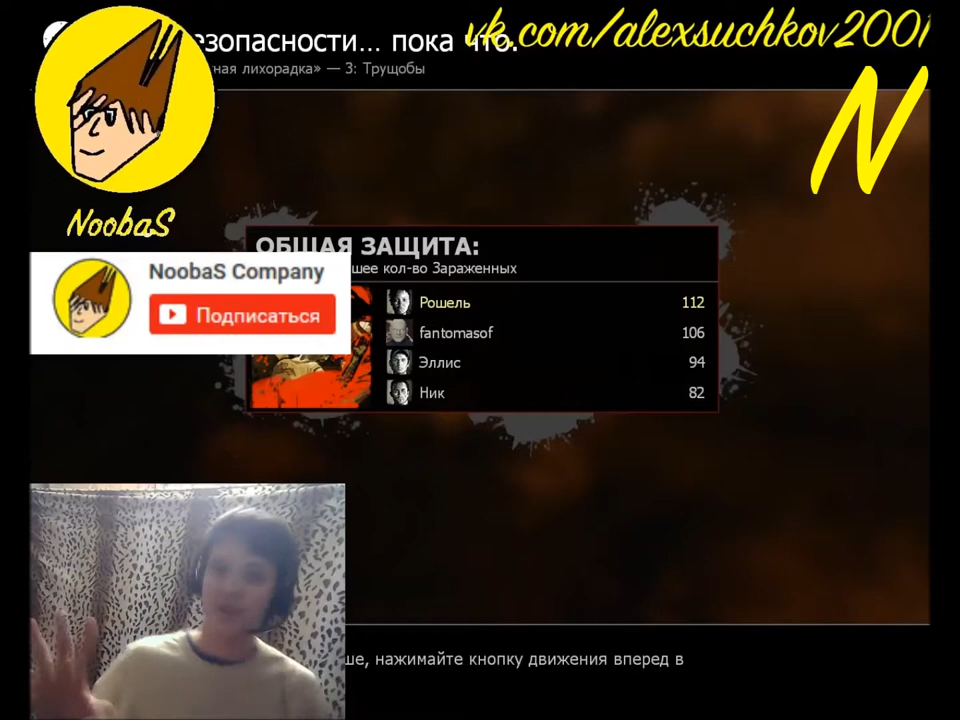 vk.com/alexsuchkov2001
езопасности... пока что.
ная лихорадка» — 3: Трущобы
N
NoobaS
ОБЩАЯ ЗАЩИТА:
шее кол-во Зараженных
NoobaS Company
Подписаться
Рошель 112
fantomasof 106
Эллис 94
Ник 82
ше, нажимайте кнопку движения вперед в